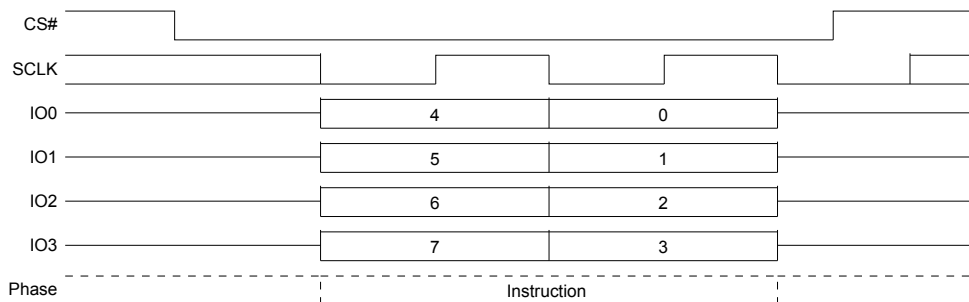 CS#
SCLK
IO0 4 0
IO1 5 1
IO2 6 2
IO3 7 3
Phase Instruction